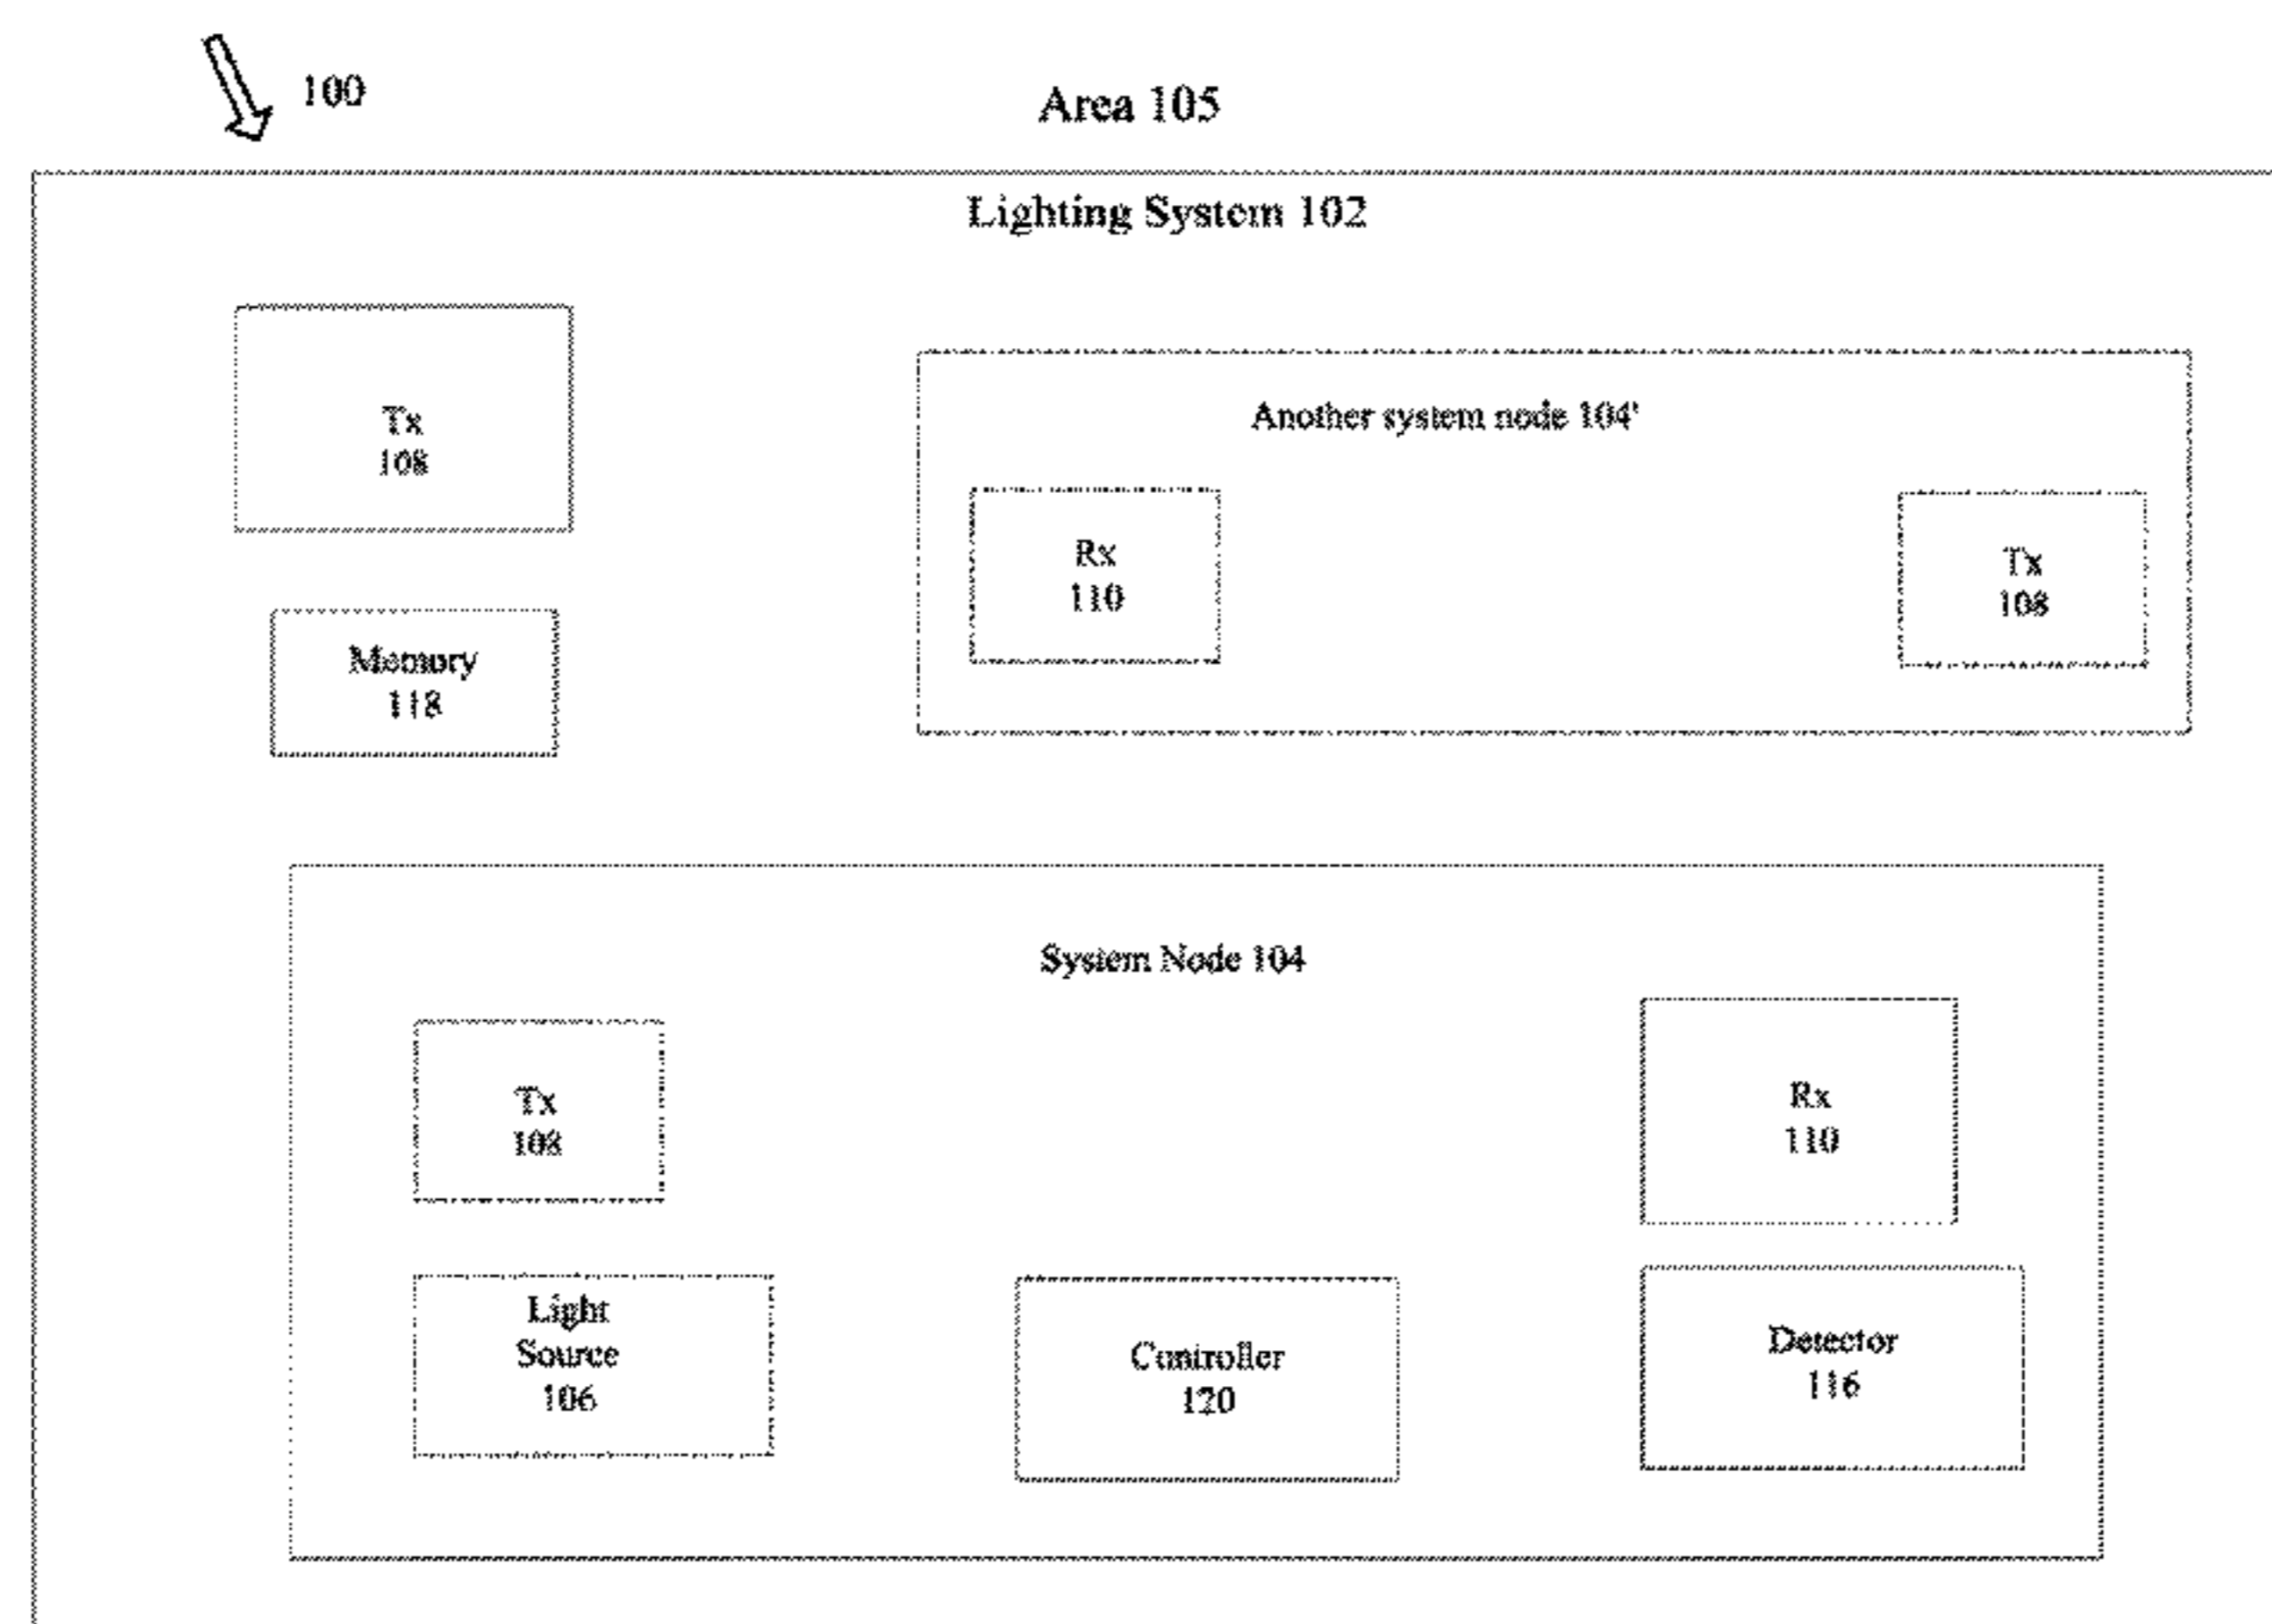 100
Area 105
Lighting System 102
Tx
108
Another system node 104'
Rx
110
Tx
108
Memory
118
System Node 104
Tx
108
Rx
110
Light
Source
106
Controller
120
Detector
116